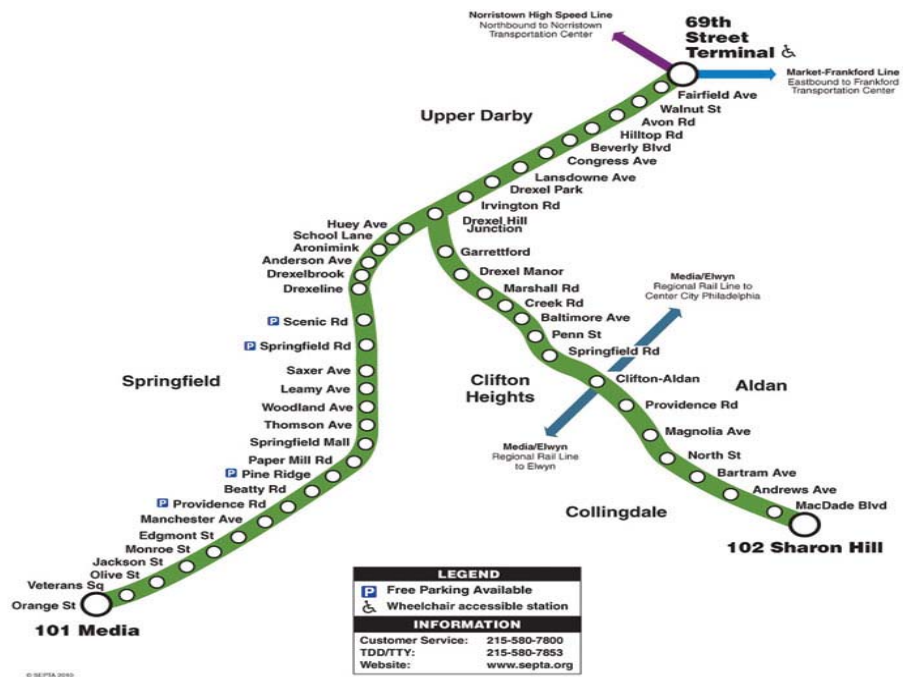 Norristown High Speed Line
Northbound to Norristown
Transportation Center
69th
Street
Terminal
Market-Frankford Line
Eastbound to Frankford
Transportation Center
Fairfield Ave
Walnut St
Avon Rd
Hilltop Rd
Beverly Blvd
Congress Ave
Lansdowne Ave
Drexel Park
Irvington Rd
Drexel Hill
Junction
Upper Darby
Huey Ave
School Lane
Aronimink
Anderson Ave
Drexelbrook
Drexeline
P Scenic Rd
P Springfield Rd
Saxer Ave
Leamy Ave
Woodland Ave
Thomson Ave
Springfield Mall
Paper Mill Rd
P Pine Ridge
Beatty Rd
P Providence Rd
Manchester Ave
Edgmont St
Monroe St
Jackson St
Olive St
Veterans Sq
Orange St
101 Media
Springfield
Garrettford
Drexel Manor
Marshall Rd
Creek Rd
Baltimore Ave
Penn St
Springfield Rd
Clifton-Aldan
Providence Rd
Magnolia Ave
North St
Bartram Ave
Andrews Ave
MacDade Blvd
102 Sharon Hill
Media/Elwyn
Regional Rail Line to
Center City Philadelphia
Clifton
Heights
Aldan
Media/Elwyn
Regional Rail Line
to Elwyn
Collingdale
LEGEND
P Free Parking Available
Wheelchair accessible station
INFORMATION
Customer Service: 215-580-7800
TDD/TTY: 215-580-7853
Website: www.septa.org
© SEPTA